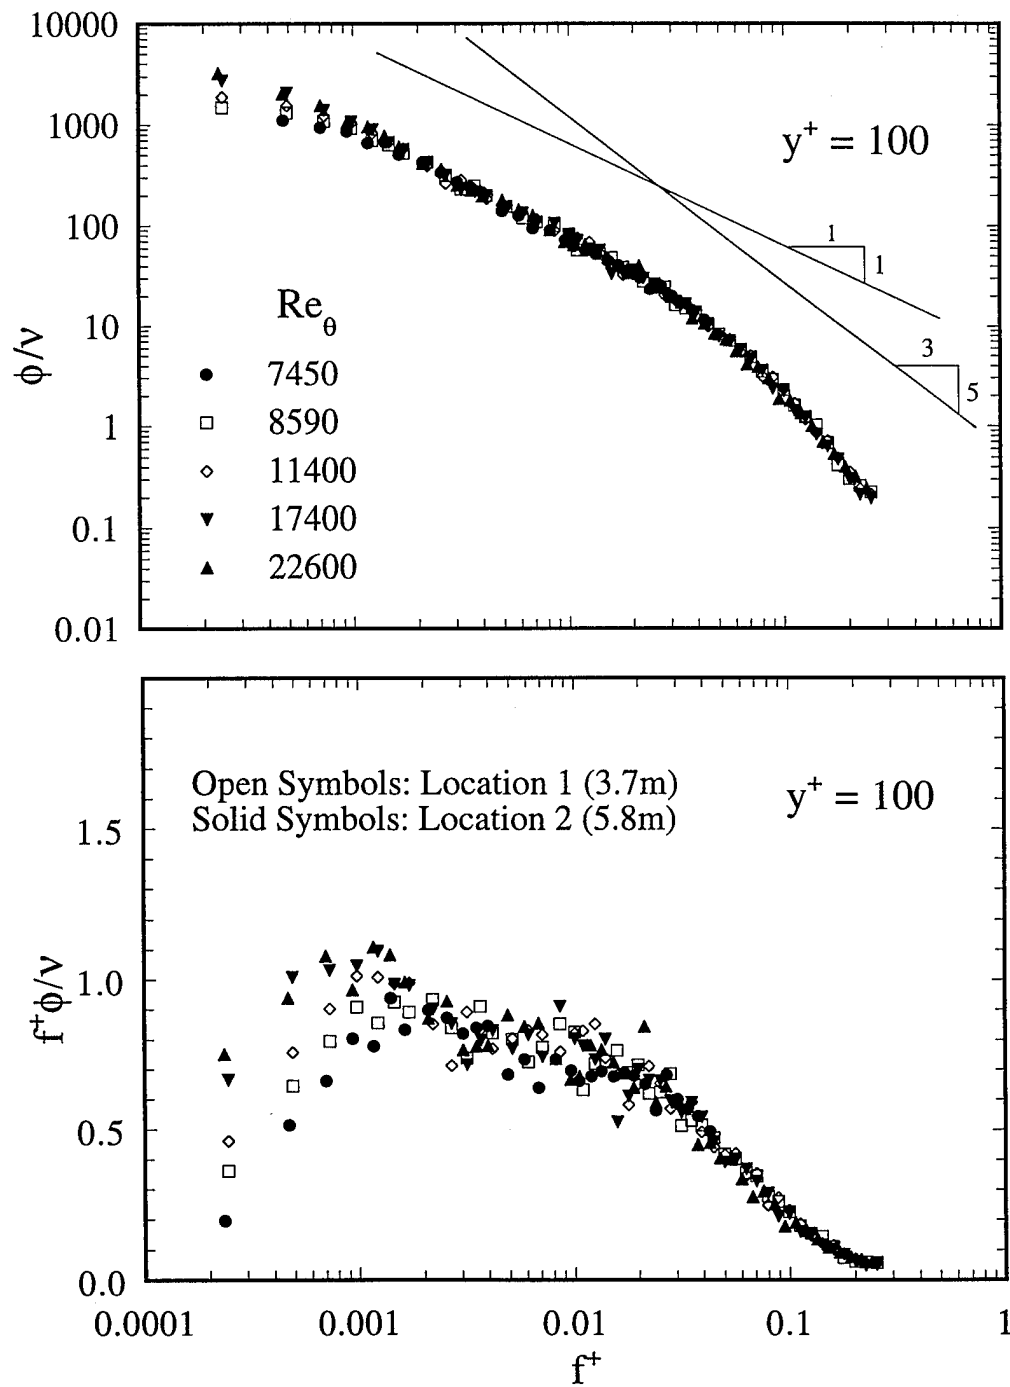 10000
1000
100
10
1
0.1
0.01
ϕ/ν
y⁺ = 100
1
1
3
5
Re_θ
7450
8590
11400
17400
22600
Open Symbols: Location 1 (3.7m)
Solid Symbols: Location 2 (5.8m)
y⁺ = 100
1.5
1.0
0.5
0.0
f⁺ϕ/ν
0.0001 0.001 0.01 0.1 1
f⁺